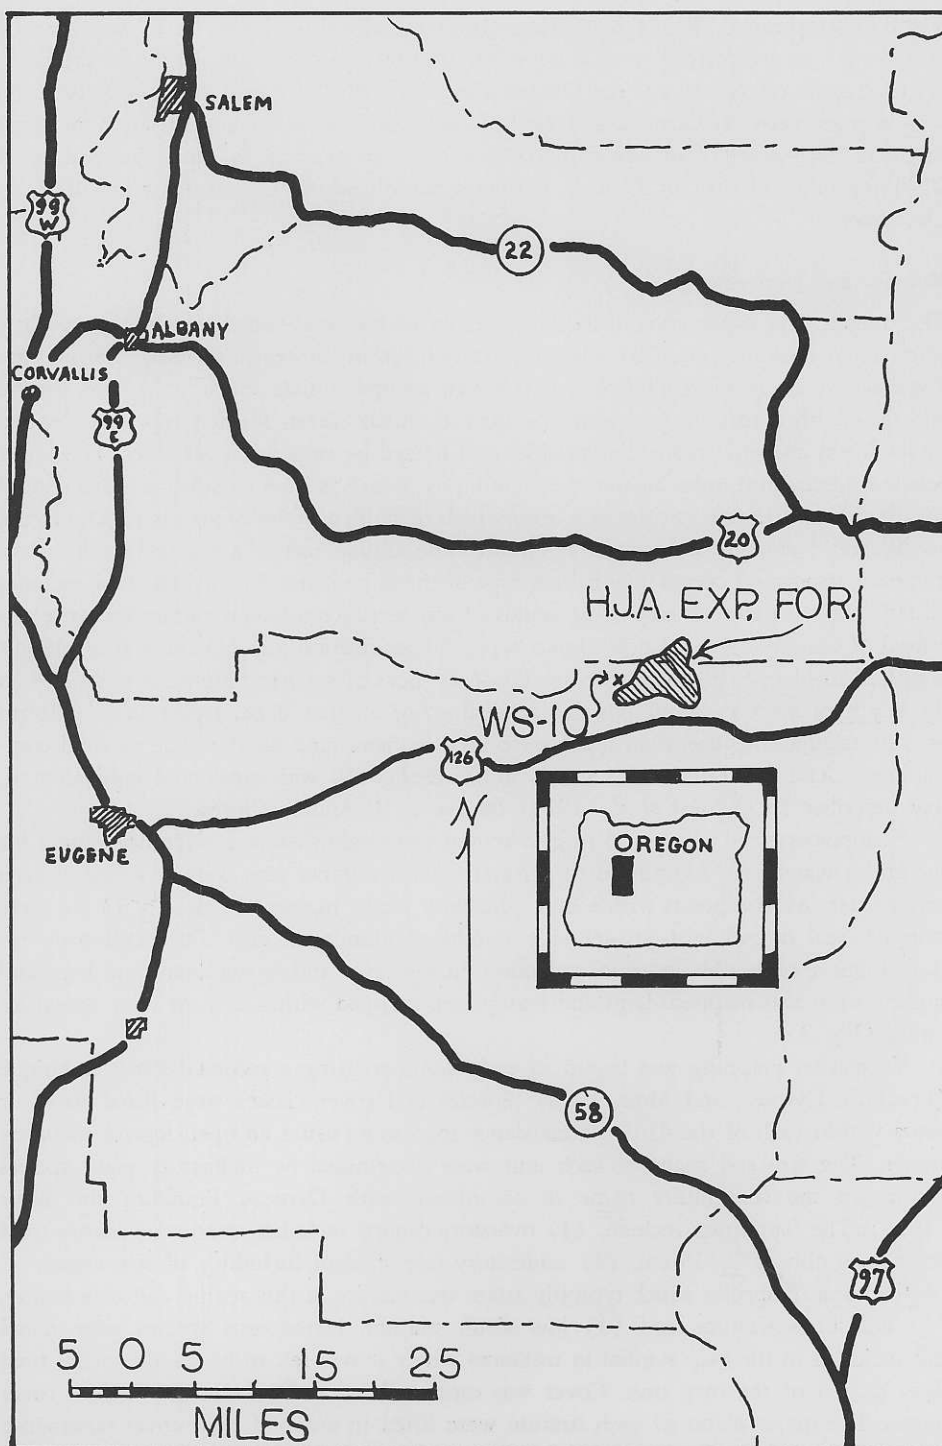 SALEM
99
W
22
ALBANY
CORVALLIS
99
E
20
H.J.A. EXP. FOR.
WS-10
126
N
OREGON
EUGENE
58
97
5 0 5 15 25
MILES